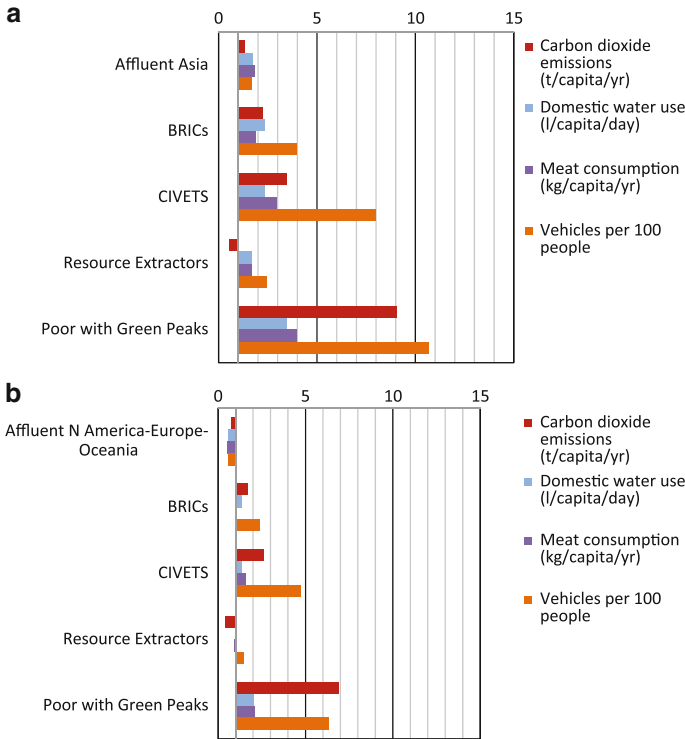 a
0 5 10 15
Affluent Asia
BRICs
CIVETS
Resource Extractors
Poor with Green Peaks
Carbon dioxide
emissions
(t/capita/yr)
Domestic water use
(l/capita/day)
Meat consumption
(kg/capita/yr)
Vehicles per 100
people
b
0 5 10 15
Affluent N America-Europe-
Oceania
BRICs
CIVETS
Resource Extractors
Poor with Green Peaks
Carbon dioxide
emissions
(t/capita/yr)
Domestic water use
(l/capita/day)
Meat consumption
(kg/capita/yr)
Vehicles per 100
people